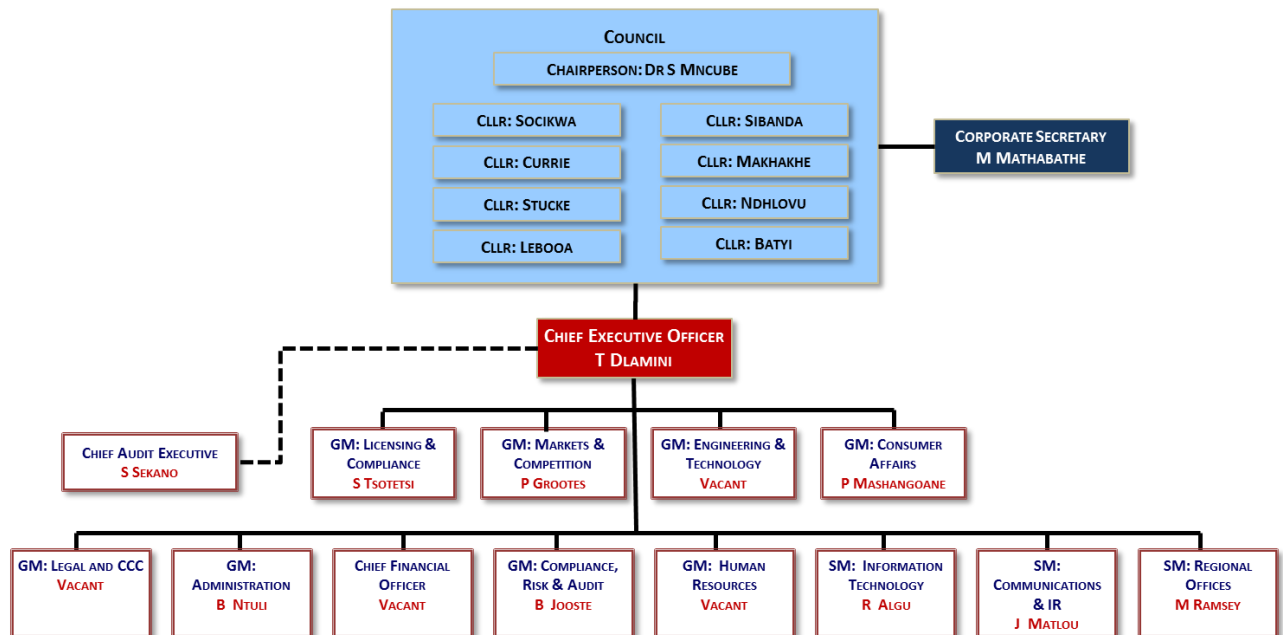 Council
Chairperson: Dr S Mncube
Cllr: Socikwa
Cllr: Sibanda
Cllr: Currie
Cllr: Makhakhe
Cllr: Stucke
Cllr: Ndhlovu
Cllr: Lebooa
Cllr: Batyi
Corporate Secretary
M Mathabathe
Chief Executive Officer
T Dlamini
Chief Audit Executive
S Sekano
GM: Licensing &
Compliance
S Tsotetsi
GM: Markets &
Competition
P Grootes
GM: Engineering &
Technology
Vacant
GM: Consumer
Affairs
P Mashangoane
GM: Legal and CCC
Vacant
GM:
Administration
B Ntuli
Chief Financial
Officer
Vacant
GM: Compliance,
Risk & Audit
B Jooste
GM: Human
Resources
Vacant
SM: Information
Technology
R Algu
SM:
Communications
& IR
J Matlou
SM: Regional
Offices
M Ramsey